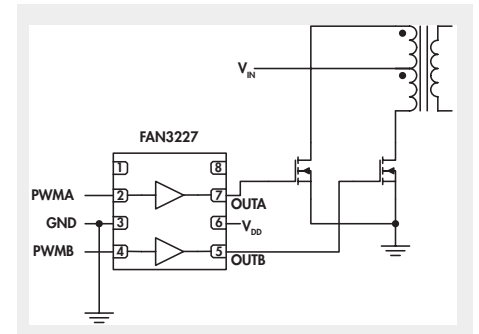 V_IN
FAN3227
1 8
PWMA 2 7 OUTA
GND 3 6 V_DD
PWMB 4 5 OUTB